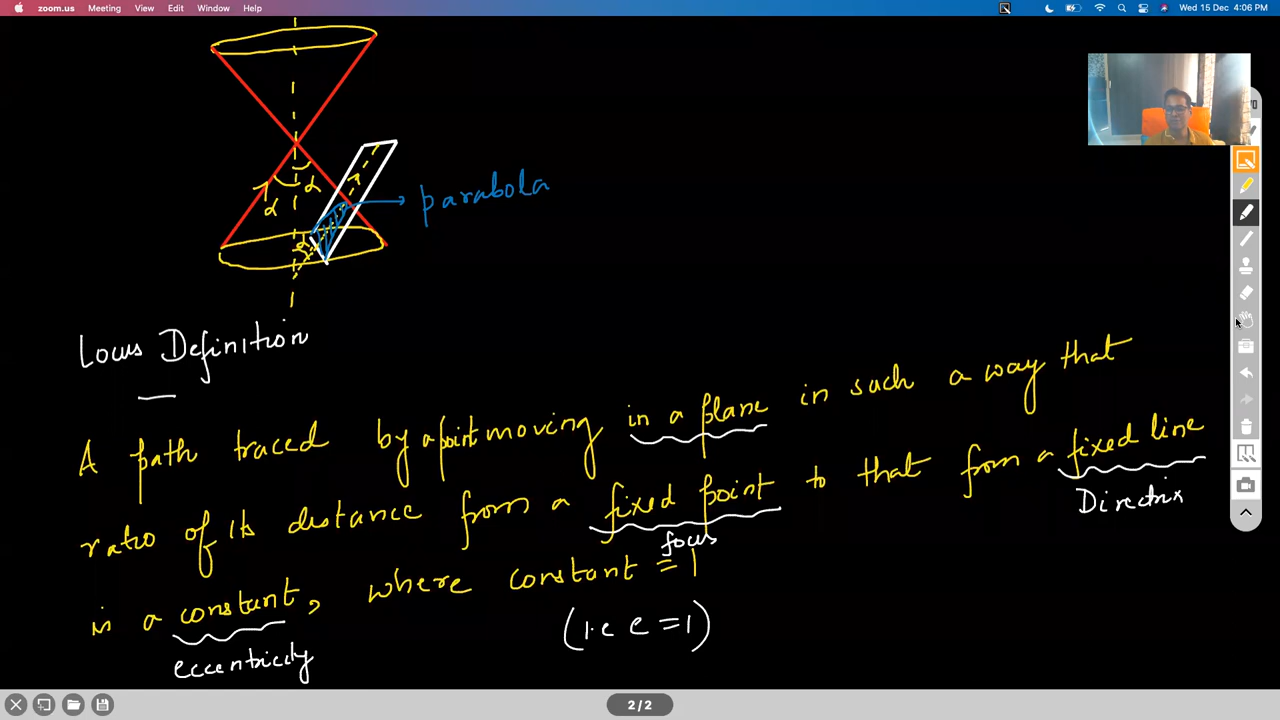 zoom.us Meeting View Edit Window Help Wed 15 Dec 4:06 PM
α
α
α
parabola
Locus Definition
A path traced by a point moving in a plane in such a way that
ratio of its distance from a fixed point to that from a fixed line
focus
Directrix
is a constant, where constant = 1
eccentricity
(i.e e = 1)
2/2